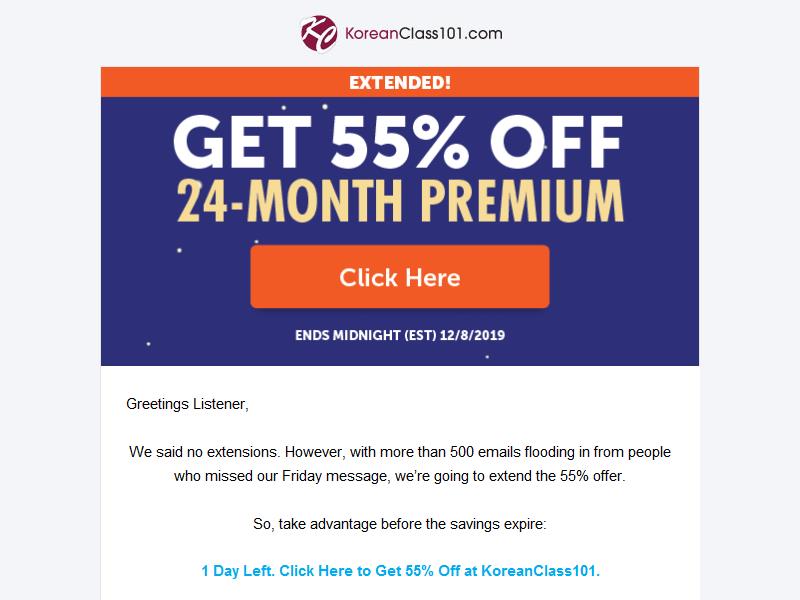 KoreanClass101.com
EXTENDED!
GET 55% OFF
24-MONTH PREMIUM
Click Here
ENDS MIDNIGHT (EST) 12/8/2019
Greetings Listener,
We said no extensions. However, with more than 500 emails flooding in from people
who missed our Friday message, we're going to extend the 55% offer.
So, take advantage before the savings expire:
1 Day Left. Click Here to Get 55% Off at KoreanClass101.